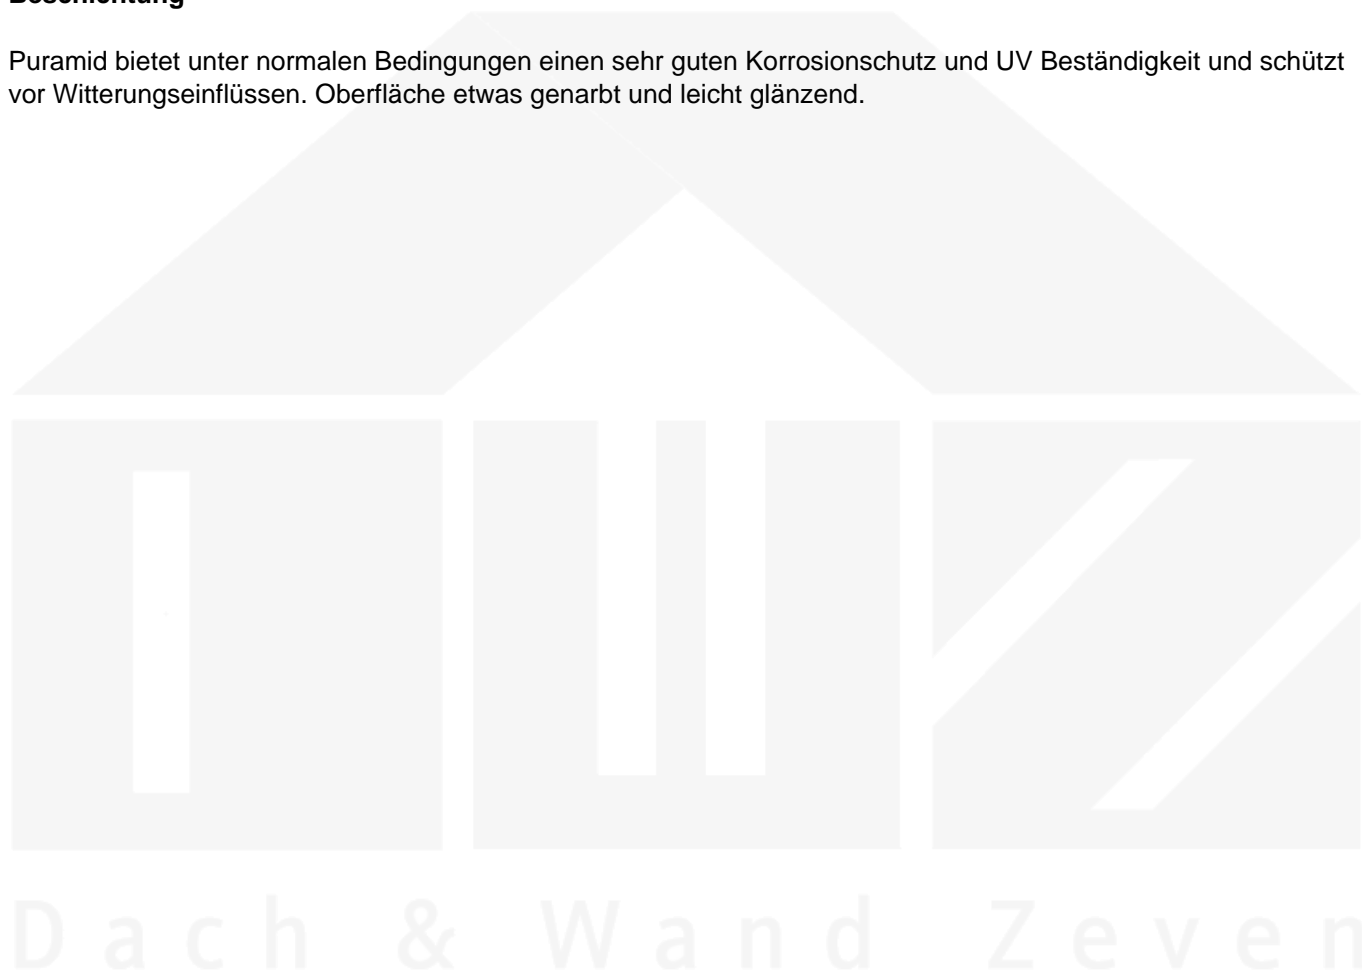 Beschichtung
Puramid bietet unter normalen Bedingungen einen sehr guten Korrosionschutz und UV Beständigkeit und schützt
vor Witterungseinflüssen. Oberfläche etwas genarbt und leicht glänzend.
Dach & Wand Zeven